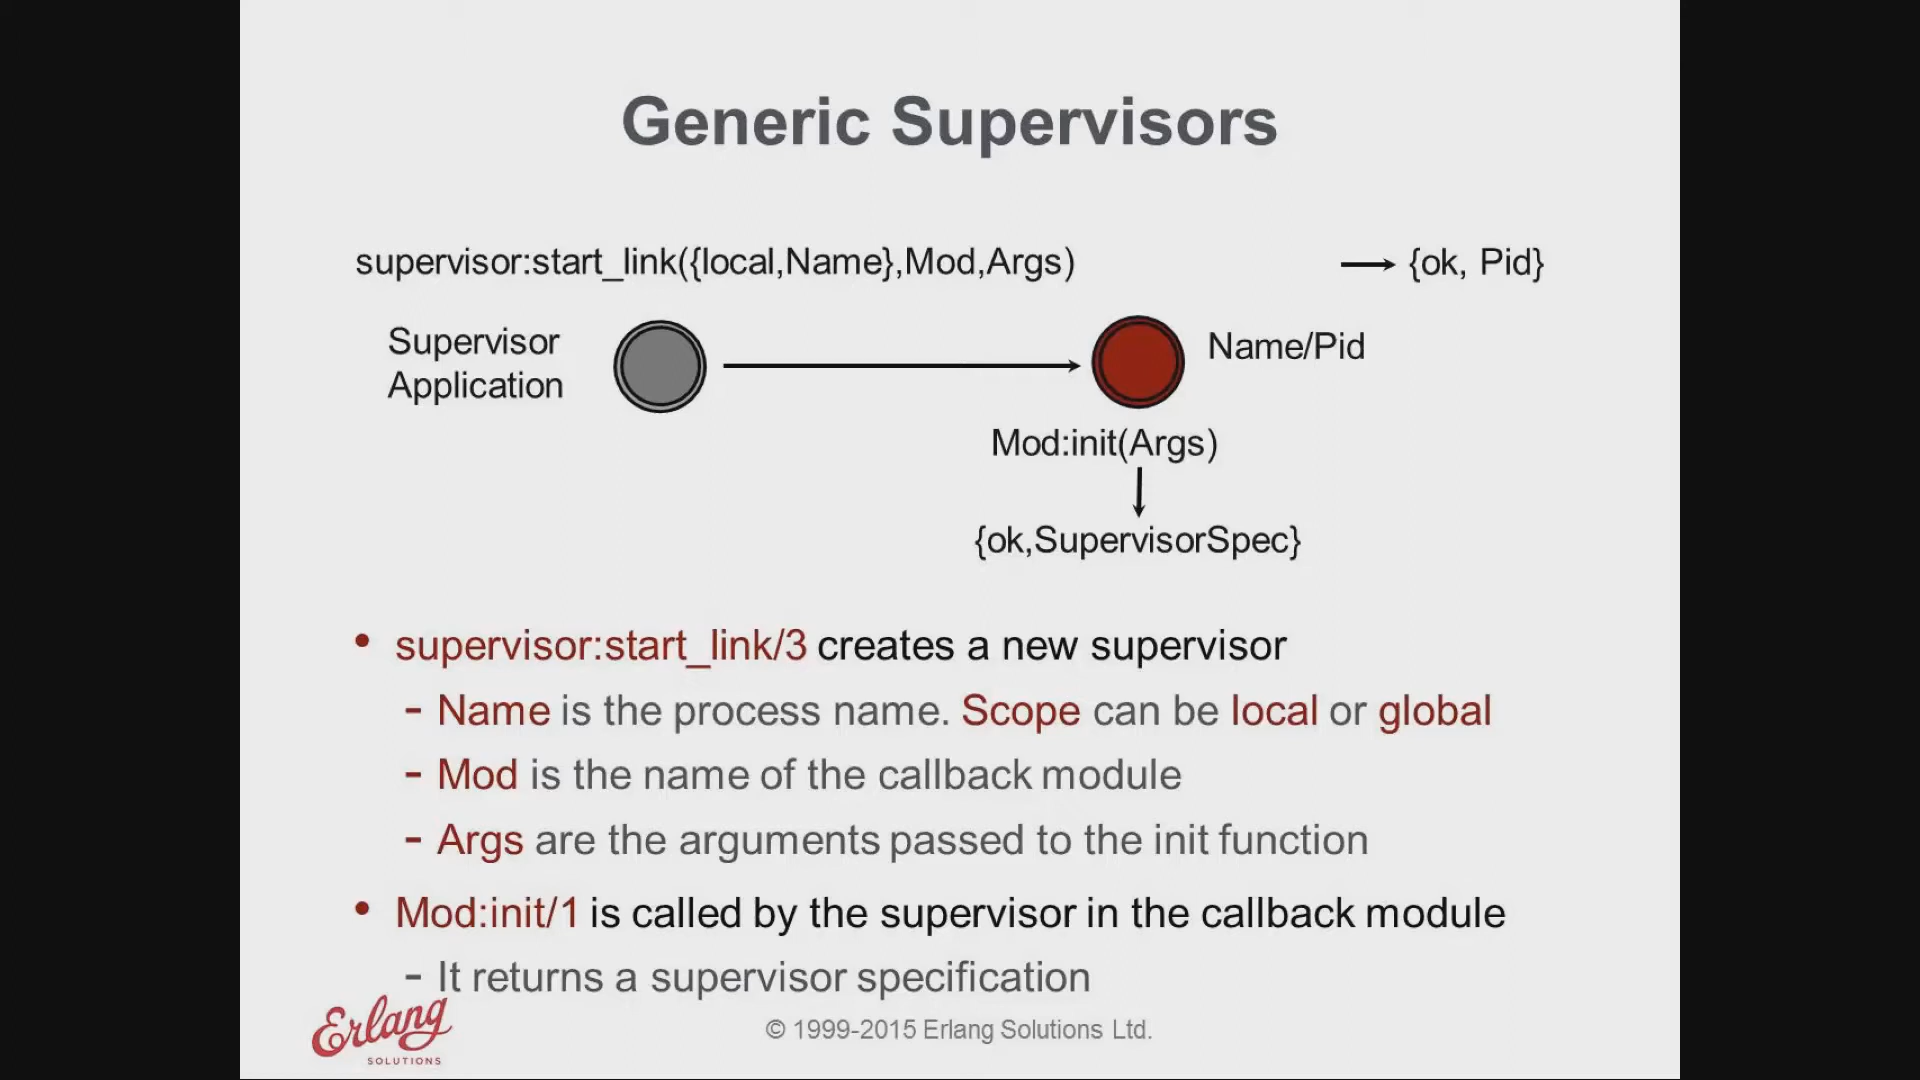 Generic Supervisors
supervisor:start_link({local,Name},Mod,Args)
{ok, Pid}
Supervisor
Application
Name/Pid
Mod:init(Args)
{ok,SupervisorSpec}
• supervisor:start_link/3 creates a new supervisor
- Name is the process name. Scope can be local or global
- Mod is the name of the callback module
- Args are the arguments passed to the init function
• Mod:init/1 is called by the supervisor in the callback module
- It returns a supervisor specification
Erlang
SOLUTIONS
© 1999-2015 Erlang Solutions Ltd.